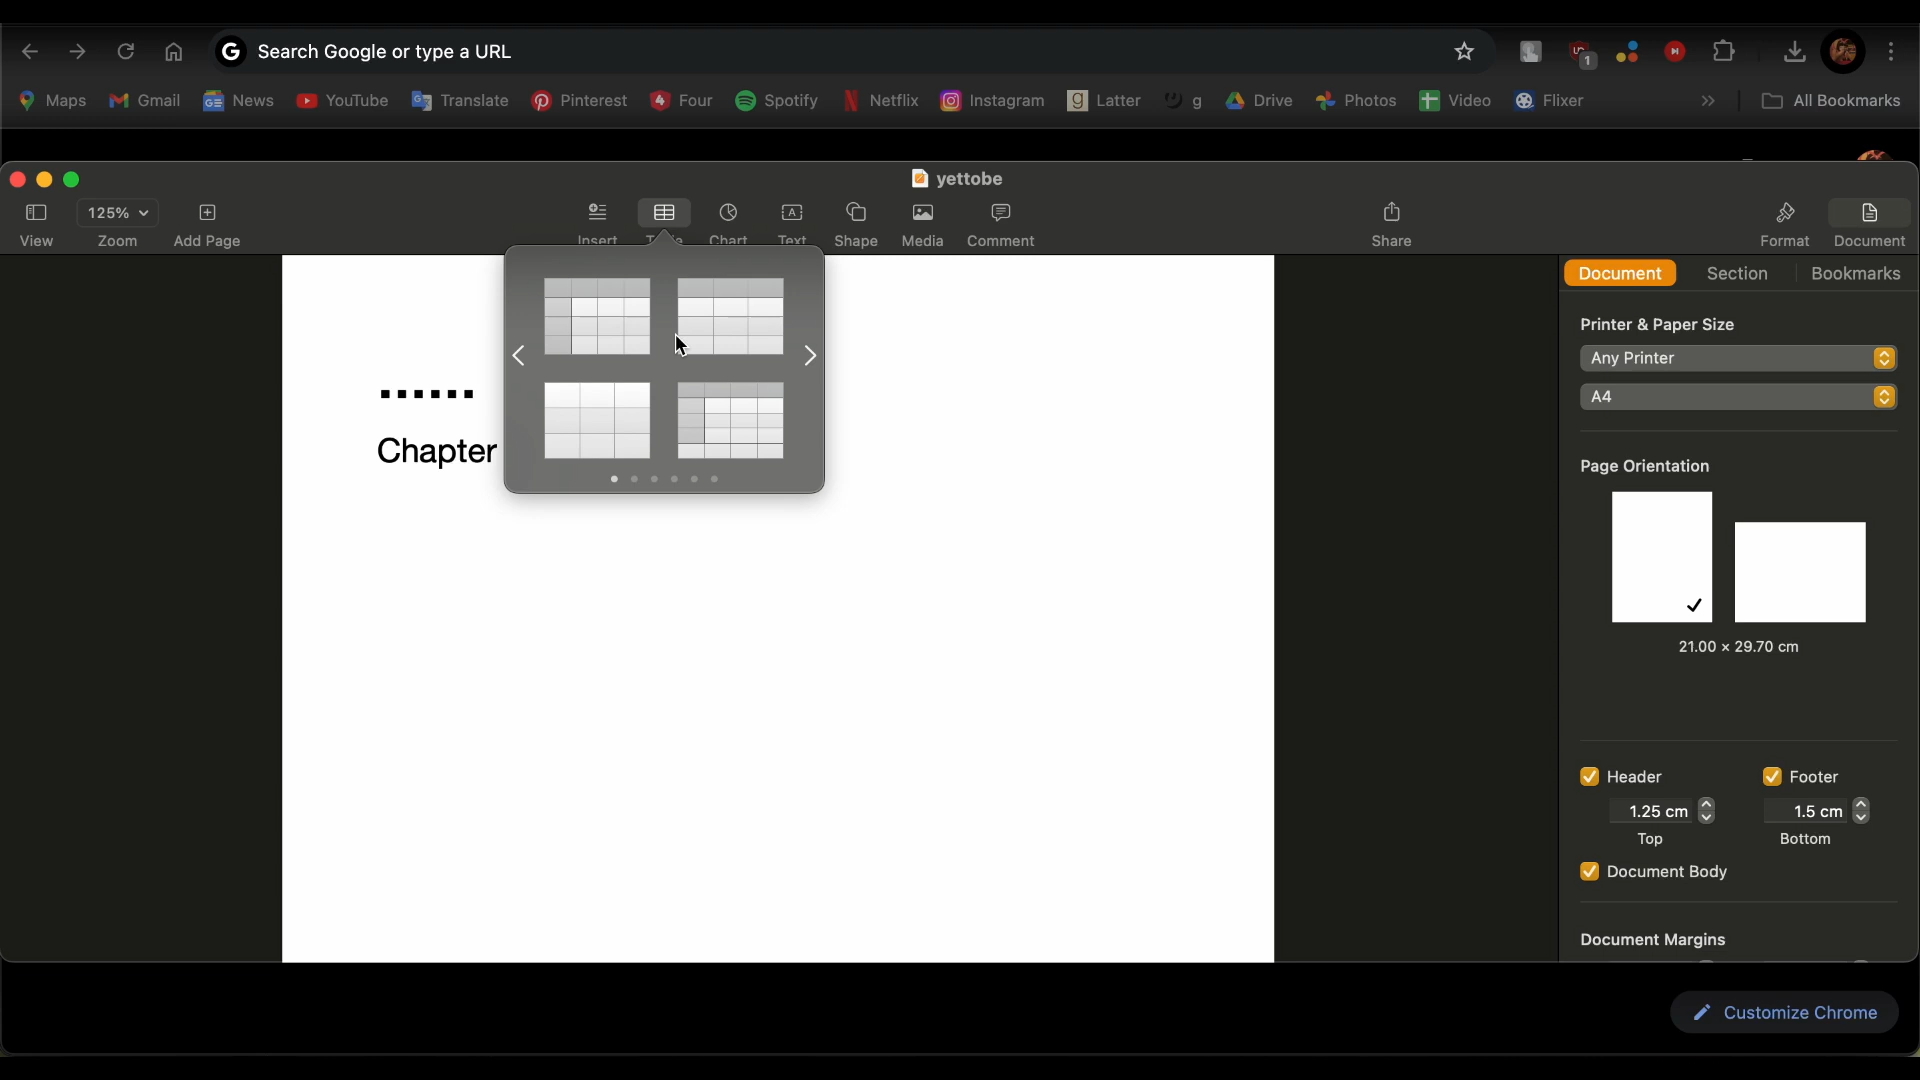 Search Google or type a URL
1
Maps Gmail News YouTube Translate Pinterest Four Spotify Netflix Instagram Latter g Drive Photos Video Flixer » All Bookmarks
yettobe
125%
View Zoom Add Page Insert Table Chart Text Shape Media Comment Share Format Document
Document Section Bookmarks
Printer & Paper Size
Any Printer
A4
Page Orientation
21.00 × 29.70 cm
......
Chapter
Header Footer
1.25 cm 1.5 cm
Top Bottom
Document Body
Document Margins
Customize Chrome